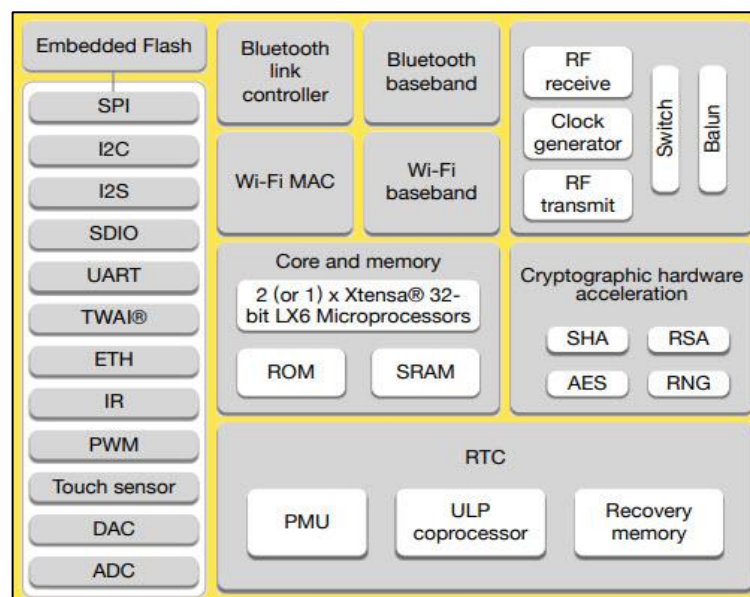 Embedded Flash
SPI
I2C
I2S
SDIO
UART
TWAI®
ETH
IR
PWM
Touch sensor
DAC
ADC
Bluetooth
link
controller
Bluetooth
baseband
Wi-Fi MAC
Wi-Fi
baseband
RF
receive
Clock
generator
RF
transmit
Switch
Balun
Core and memory
2 (or 1) x Xtensa® 32-
bit LX6 Microprocessors
ROM
SRAM
Cryptographic hardware
acceleration
SHA
RSA
AES
RNG
RTC
PMU
ULP
coprocessor
Recovery
memory